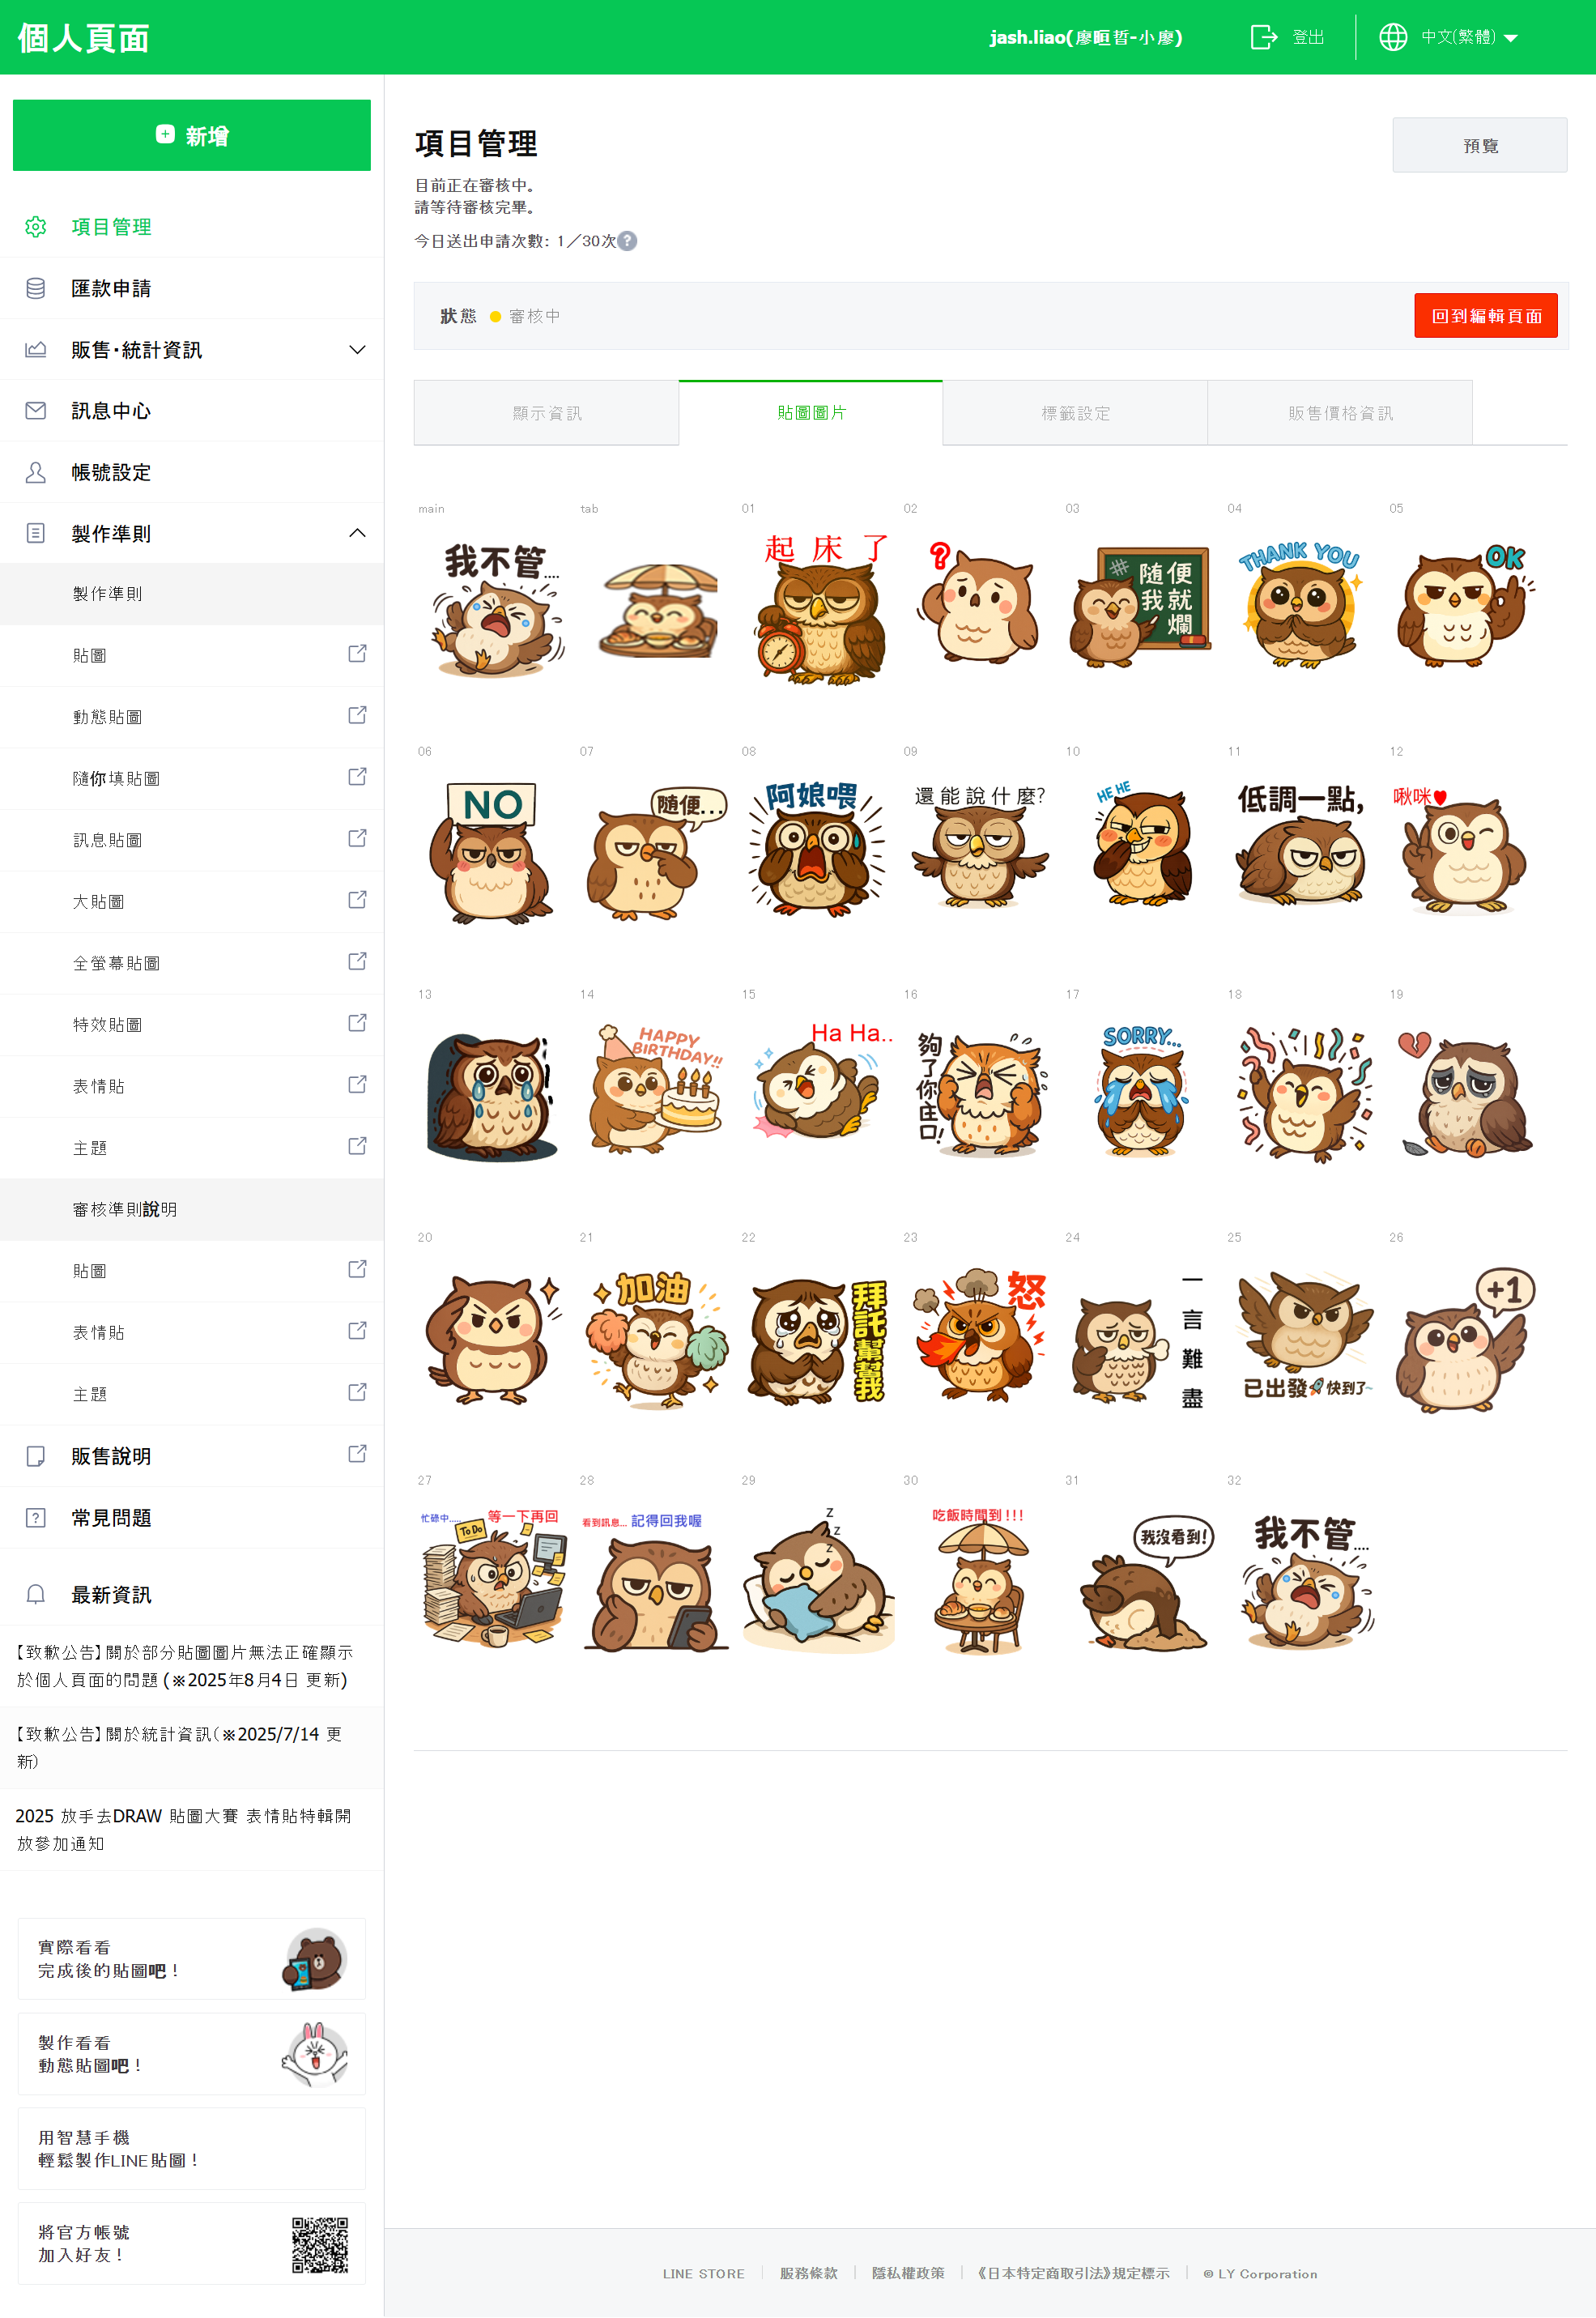 個人頁面
jash.liao(廖晅哲-小廖)
登出
中文(繁體)
新增
項目管理
匯款申請
販售·統計資訊
訊息中心
帳號設定
製作準則
製作準則
貼圖
動態貼圖
隨你填貼圖
訊息貼圖
大貼圖
全螢幕貼圖
特效貼圖
表情貼
主題
審核準則說明
貼圖
表情貼
主題
販售說明
常見問題
最新資訊
【致歉公告】關於部分貼圖圖片無法正確顯示
於個人頁面的問題 (※2025年8月4日 更新)
【致歉公告】關於統計資訊(※2025/7/14 更
新)
2025 放手去DRAW 貼圖大賽 表情貼特輯開
放參加通知
實際看看
完成後的貼圖吧！
製作看看
動態貼圖吧！
用智慧手機
輕鬆製作LINE貼圖！
將官方帳號
加入好友！
項目管理
預覽
目前正在審核中。
請等待審核完畢。
今日送出申請次數: 1／30次?
狀態 審核中
回到編輯頁面
顯示資訊
貼圖圖片
標籤設定
販售價格資訊
main
tab
01
02
03
04
05
我不管....
起床了
?
#隨便
我就
爛
THANK YOU
OK
06
07
08
09
10
11
12
NO
隨便...
阿娘喂
還能說什麼?
HE HE
低調一點,
啾咪♥
13
14
15
16
17
18
19
HAPPY
BIRTHDAY!!
Ha Ha..
夠了你住口!
SORRY...
20
21
22
23
24
25
26
加油
拜託幫幫我
怒
一言難盡
已出發🚀快到了~
+1
27
28
29
30
31
32
忙碌中..... 等一下再回
To Do
看到訊息... 記得回我喔
z
z
z
吃飯時間到!!!
我沒看到!
我不管....
LINE STORE
服務條款
隱私權政策
《日本特定商取引法》規定標示
© LY Corporation